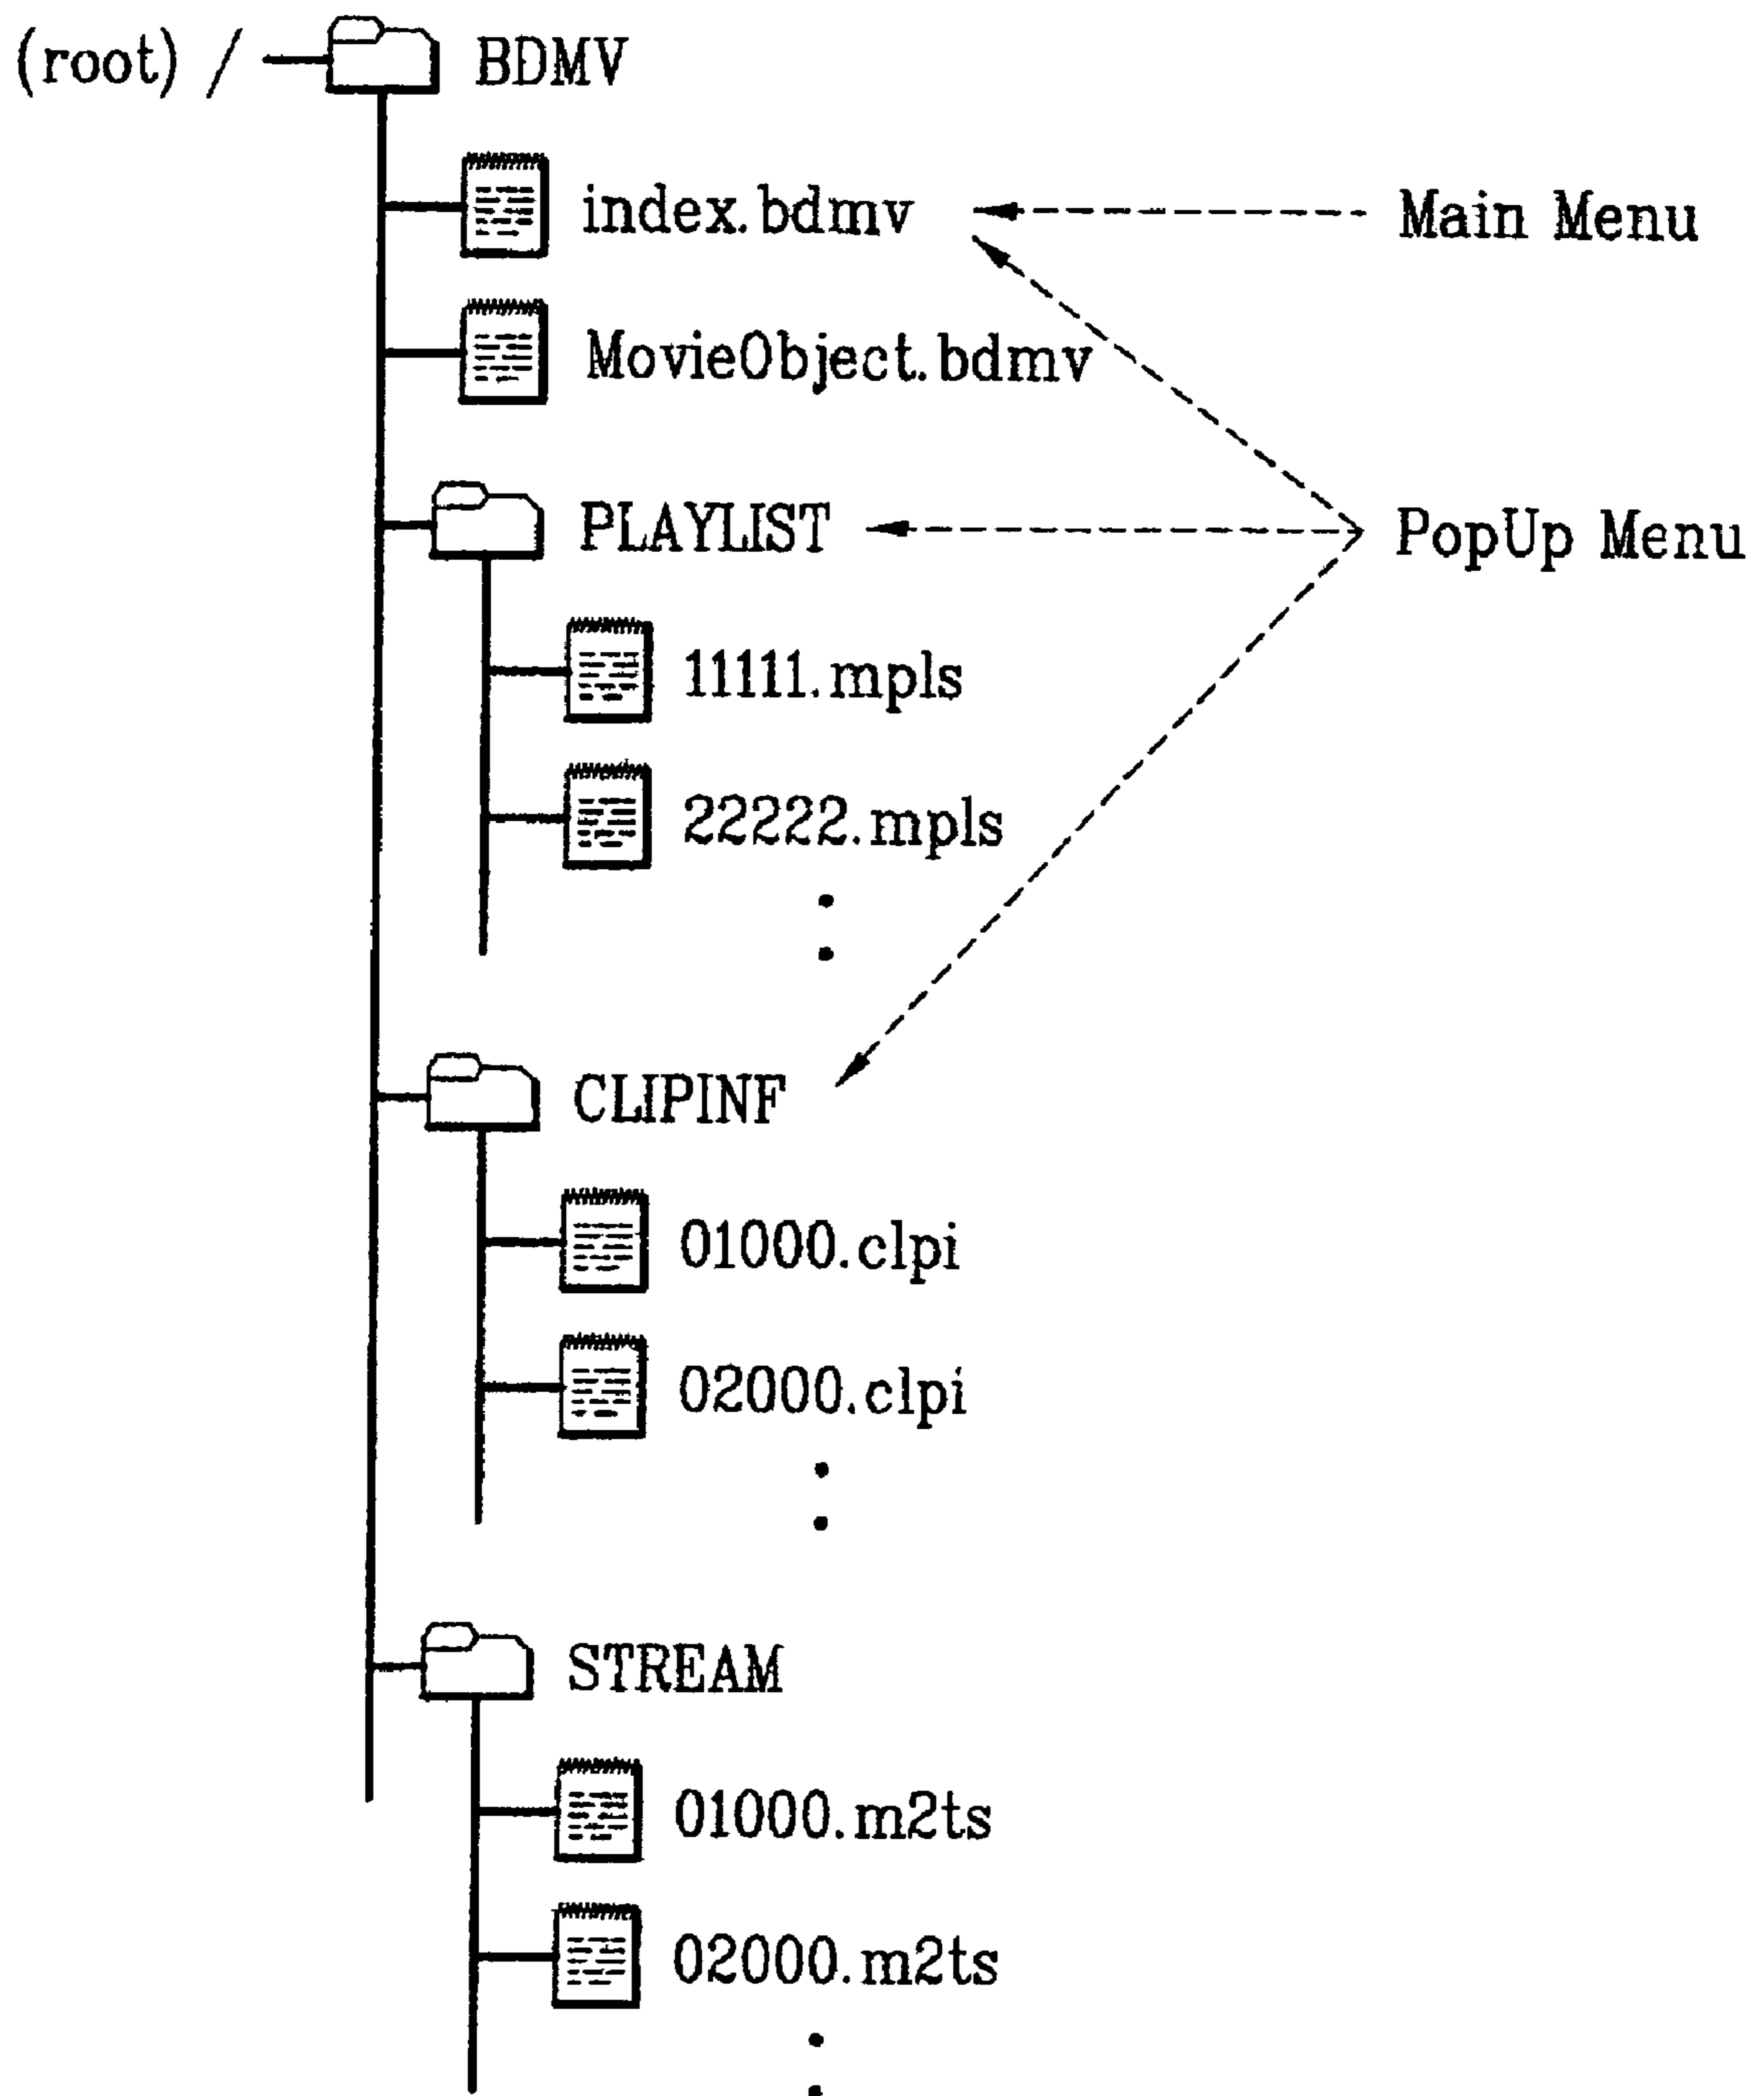 (root) / BDMV
index.bdmv Main Menu
MovieObject.bdmv
PLAYLIST PopUp Menu
11111.mpls
22222.mpls
CLIPINF
01000.clpi
02000.clpi
STREAM
01000.m2ts
02000.m2ts